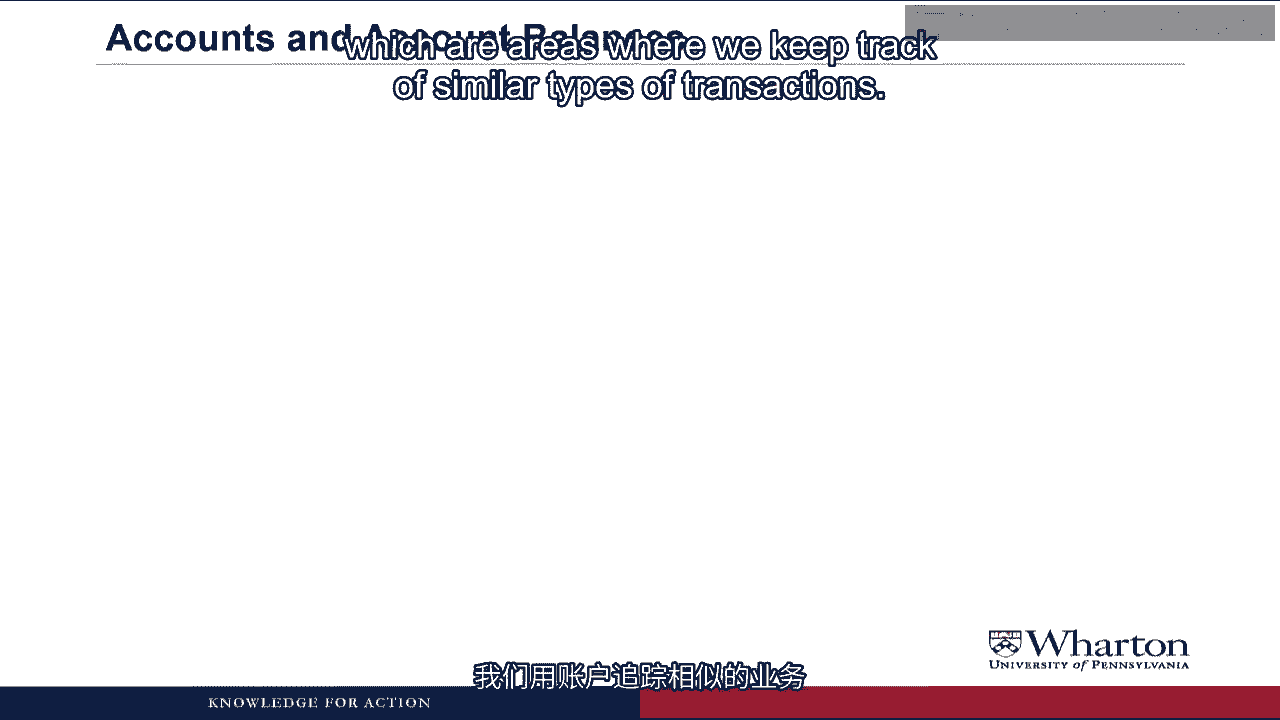 Accounts and Account Balances
which are areas where we keep track
of similar types of transactions.
Wharton
UNIVERSITY of PENNSYLVANIA
我们用账户追踪相似的业务
KNOWLEDGE FOR ACTION